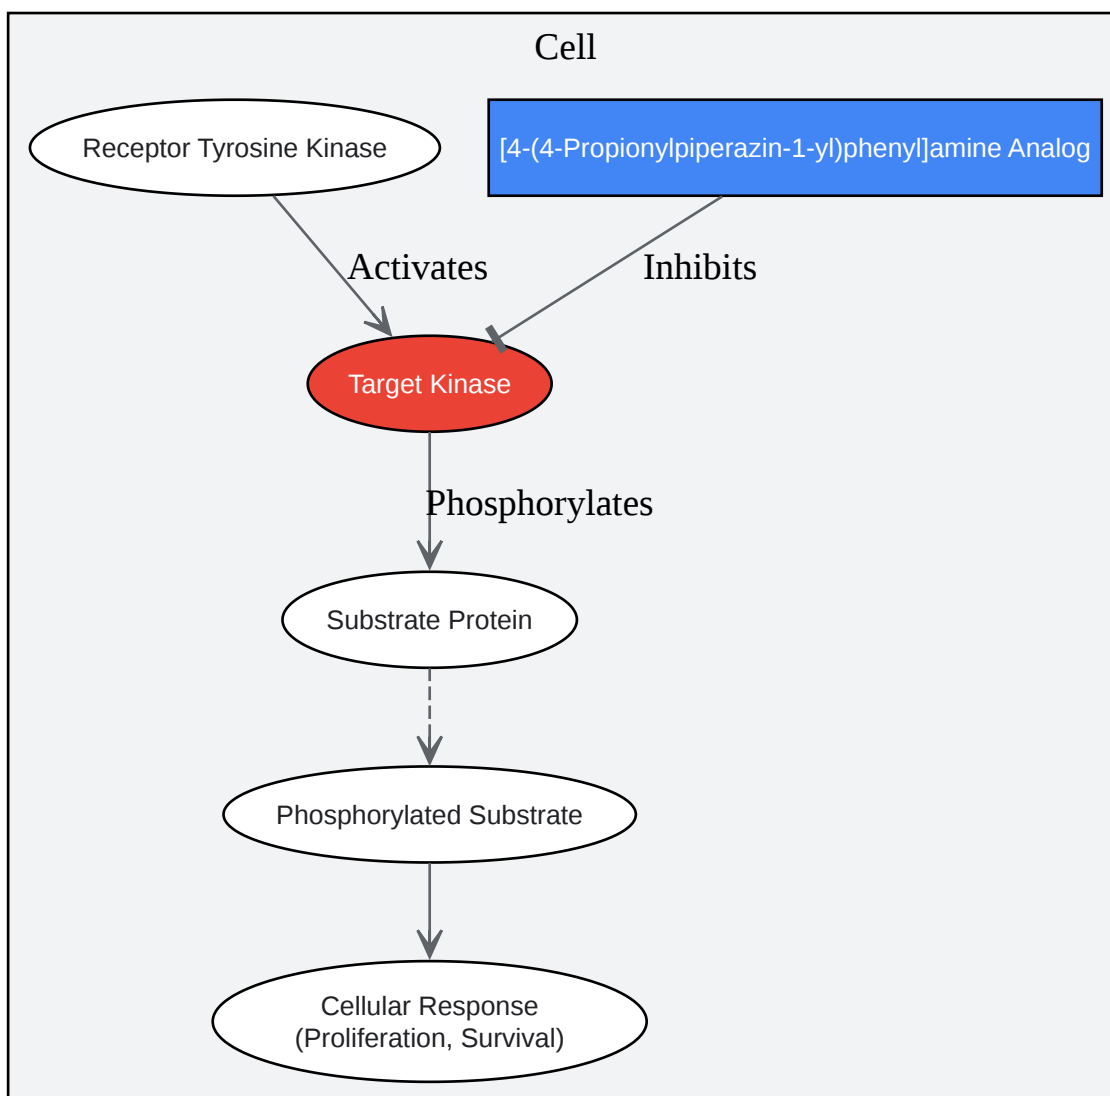 Cell
Receptor Tyrosine Kinase
[4-(4-Propionylpiperazin-1-yl)phenyl]amine Analog
Activates
Inhibits
Target Kinase
Phosphorylates
Substrate Protein
Phosphorylated Substrate
Cellular Response
(Proliferation, Survival)